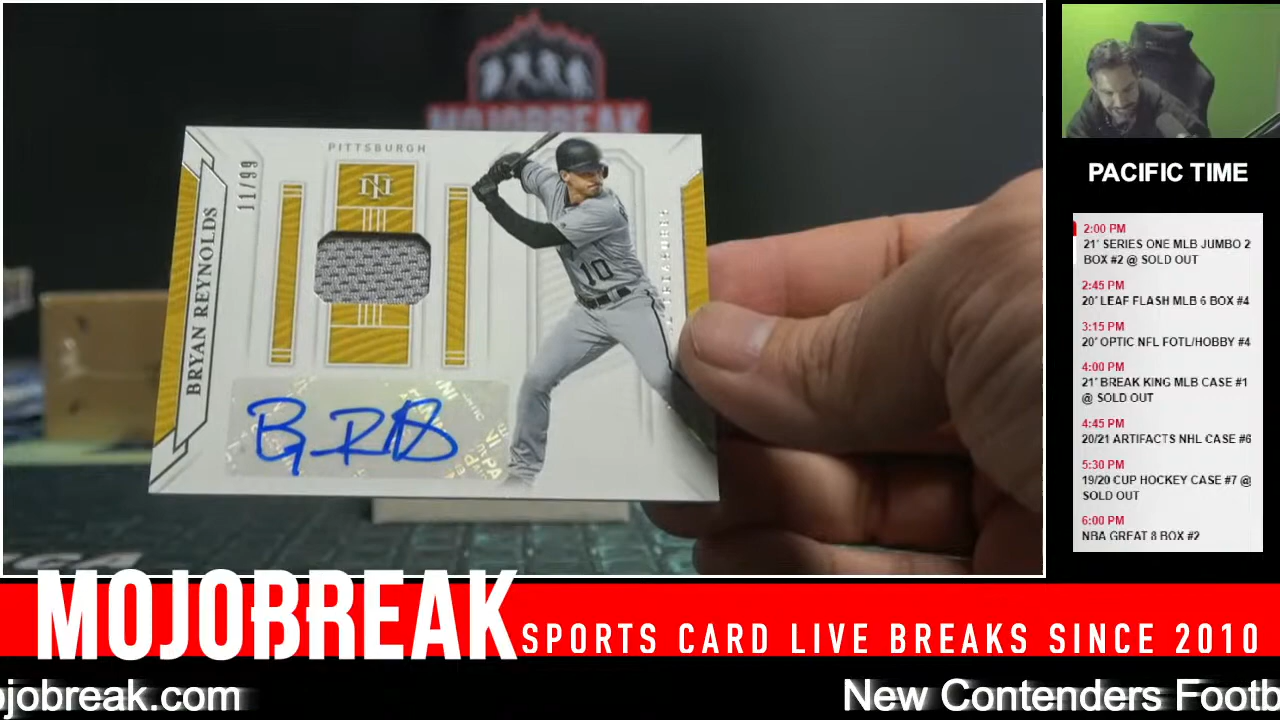 MOJOBREAK
PITTSBURGH
11/99
BRYAN REYNOLDS
10
PACIFIC TIME
2:00 PM
21' SERIES ONE MLB JUMBO 2
BOX #2 @ SOLD OUT
2:45 PM
20' LEAF FLASH MLB 6 BOX #4
3:15 PM
20' OPTIC NFL FOTL/HOBBY #4
4:00 PM
21' BREAK KING MLB CASE #1
@ SOLD OUT
4:45 PM
20/21 ARTIFACTS NHL CASE #6
5:30 PM
19/20 CUP HOCKEY CASE #7 @
SOLD OUT
6:00 PM
NBA GREAT 8 BOX #2
MOJOBREAK
SPORTS CARD LIVE BREAKS SINCE 2010
ojobreak.com
New Contenders Footb